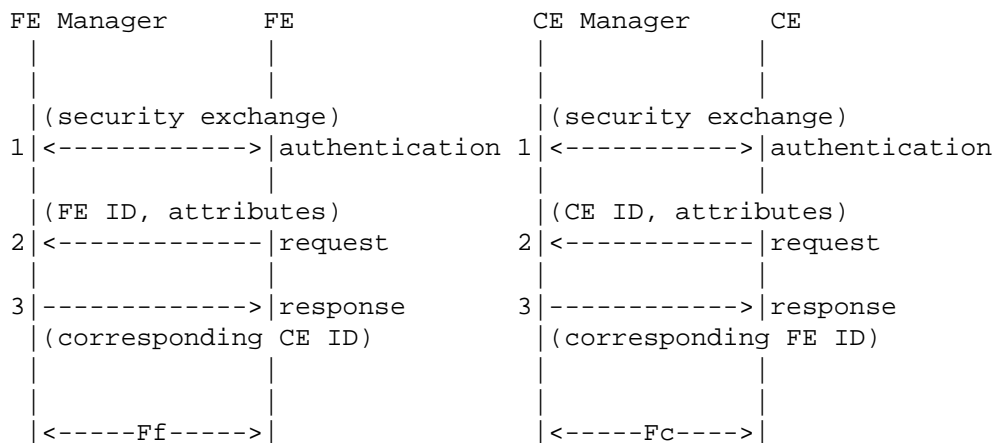 FE Manager      FE                 CE Manager    CE
 |               |                  |             |
 |               |                  |             |
 |(security exchange)               |(security exchange)
1|<------------>|authentication 1|<----------->|authentication
 |               |                  |             |
 |(FE ID, attributes)               |(CE ID, attributes)
2|<-------------|request         2|<------------|request
 |               |                  |             |
3|------------->|response        3|------------>|response
 |(corresponding CE ID)             |(corresponding FE ID)
 |               |                  |             |
 |               |                  |             |
 |<-----Ff----->|                  |<-----Fc---->|